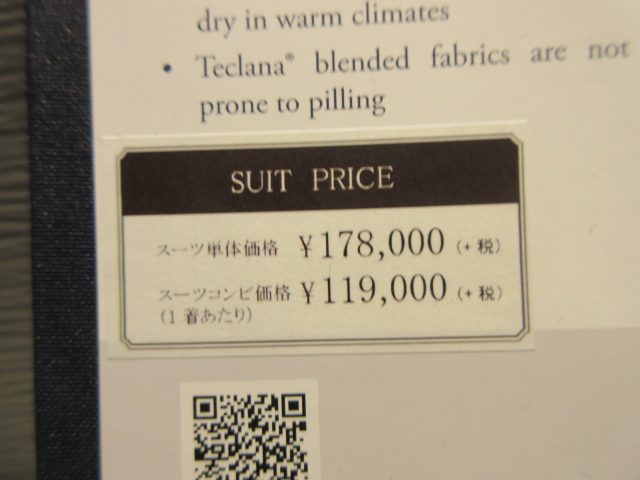 dry in warm climates
• Teclana® blended fabrics are not
prone to pilling
SUIT PRICE
スーツ単体価格 ¥178,000 (+税)
スーツコンビ価格 ¥119,000 (+税)
(1着あたり)